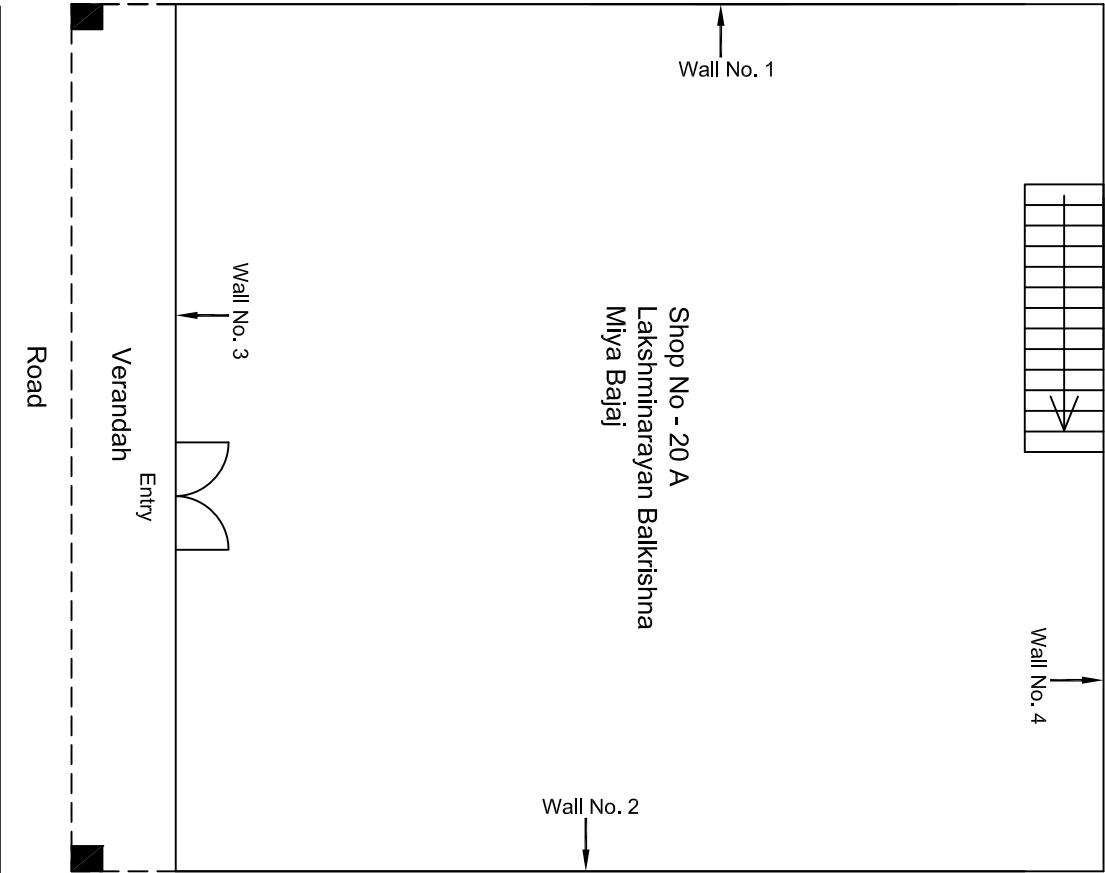 Wall No. 1
Shop No - 20 A
Lakshminarayan Balkrishna
Miya Bajaj
Wall No. 3
Wall No. 4
Wall No. 2
Entry
Verandah
Road